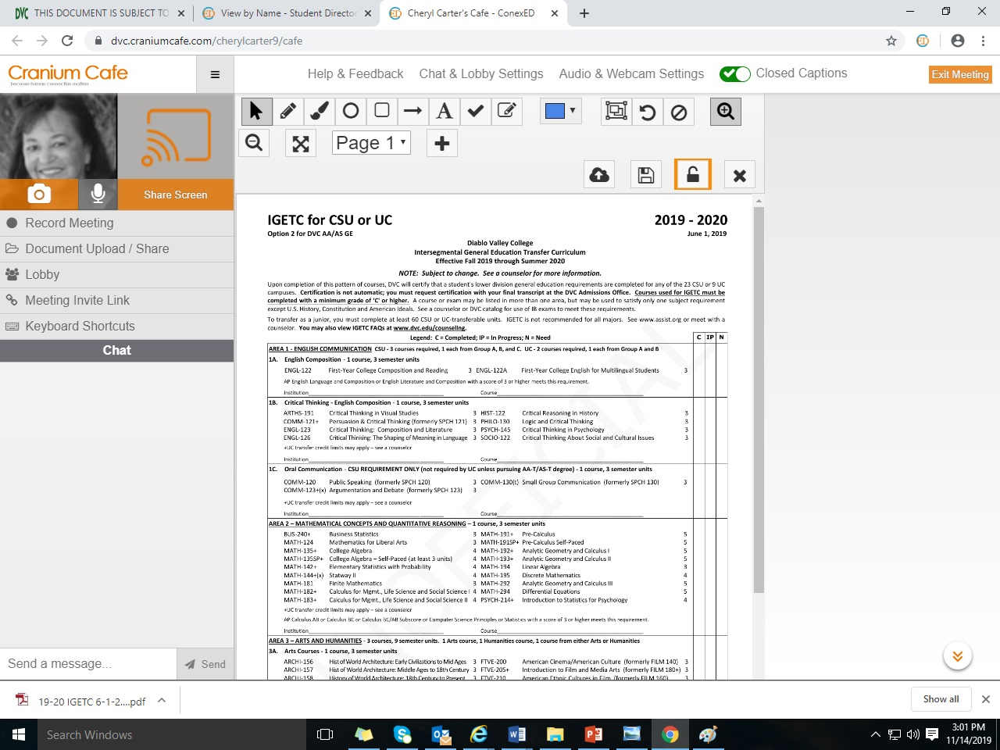 THIS DOCUMENT IS SUBJECT TO
View by Name - Student Director
Cheryl Carter's Cafe - ConexED
dvc.craniumcafe.com/cherylcarter9/cafe
Cranium Cafe
because human connection matters
Help & Feedback
Chat & Lobby Settings
Audio & Webcam Settings
Closed Captions
Exit Meeting
Page 1
Share Screen
Record Meeting
Document Upload / Share
Lobby
Meeting Invite Link
Keyboard Shortcuts
Chat
IGETC for CSU or UC 2019 - 2020
Option 2 for DVC AA/AS GE June 1, 2019
Diablo Valley College
Intersegmental General Education Transfer Curriculum
Effective Fall 2019 through Summer 2020
NOTE: Subject to change. See a counselor for more information.
Upon completion of this pattern of courses, DVC will certify that a student's lower division general education requirements are completed for any of the 23 CSU or 9 UC
campuses. Certification is not automatic; you must request certification with your final transcript at the DVC Admissions Office. Courses used for IGETC must be
completed with a minimum grade of 'C' or higher. A course or exam may be listed in more than one area, but may be used to satisfy only one subject requirement
except U.S. History, Constitution and American Ideals. See a counselor or DVC catalog for use of IB exams to meet these requirements.
To transfer as a junior, you must complete at least 60 CSU or UC-transferable units. IGETC is not recommended for all majors. See www.assist.org or meet with a
counselor. You may also view IGETC FAQs at www.dvc.edu/counseling.
Legend: C = Completed; IP = In Progress; N = Need C IP N
AREA 1 - ENGLISH COMMUNICATION CSU - 3 courses required, 1 each from Group A, B, and C. UC - 2 courses required, 1 each from Group A and B
1A. English Composition - 1 course, 3 semester units
ENGL-122 First-Year College Composition and Reading 3 ENGL-122A First-Year College English for Multilingual Students 3
AP English Language and Composition or English Literature and Composition with a score of 3 or higher meets this requirement.
Institution Course
1B. Critical Thinking - English Composition - 1 course, 3 semester units
ARTHS-191 Critical Thinking in Visual Studies 3 HIST-122 Critical Reasoning in History 3
COMM-121+ Persuasion & Critical Thinking (formerly SPCH 121) 3 PHILO-130 Logic and Critical Thinking 3
ENGL-123 Critical Thinking: Composition and Literature 3 PSYCH-145 Critical Thinking in Psychology 3
ENGL-126 Critical Thinking: The Shaping of Meaning in Language 3 SOCIO-122 Critical Thinking About Social and Cultural Issues 3
+UC transfer credit limits may apply – see a counselor
Institution Course
1C. Oral Communication - CSU REQUIREMENT ONLY (not required by UC unless pursuing AA-T/AS-T degree) - 1 course, 3 semester units
COMM-120 Public Speaking (formerly SPCH 120) 3 COMM-130(t) Small Group Communication (formerly SPCH 130) 3
COMM-123+(x) Argumentation and Debate (formerly SPCH 123) 3
+UC transfer credit limits may apply – see a counselor
Institution Course
AREA 2 – MATHEMATICAL CONCEPTS AND QUANTITATIVE REASONING – 1 course, 3 semester units
BUS-240+ Business Statistics 3 MATH-191+ Pre-Calculus 5
MATH-124 Mathematics for Liberal Arts 3 MATH-191SP+ Pre-Calculus Self-Paced 5
MATH-135+ College Algebra 4 MATH-192+ Analytic Geometry and Calculus I 5
MATH-135SP+ College Algebra – Self-Paced (at least 3 units) 4 MATH-193+ Analytic Geometry and Calculus II 5
MATH-142+ Elementary Statistics with Probability 4 MATH-194 Linear Algebra 3
MATH-144+(x) Statway II 4 MATH-195 Discrete Mathematics 4
MATH-181 Finite Mathematics 3 MATH-292 Analytic Geometry and Calculus III 5
MATH-182+ Calculus for Mgmt., Life Science and Social Science I 4 MATH-294 Differential Equations 5
MATH-183+ Calculus for Mgmt., Life Science and Social Science II 4 PSYCH-214+ Introduction to Statistics for Psychology 4
+UC transfer credit limits may apply – see a counselor
AP Calculus AB or Calculus BC or Calculus BC/AB Subscore or Computer Science Principles or Statistics with a score of 3 or higher meets this requirement.
Institution Course
AREA 3 – ARTS AND HUMANITIES - 3 courses, 9 semester units. 1 Arts course, 1 Humanities course, 1 course from either Arts or Humanities
3A. Arts Courses - 1 course, 3 semester units
ARCHI-156 Hist of World Architecture: Early Civilizations to Mid Ages 3 FTVE-200 American Cinema/American Culture (formerly FILM 140) 3
ARCHI-157 Hist of World Architecture: Middle Ages to 18th Century 3 FTVE-205+ Introduction to Film and Media Arts (formerly FILM 180+) 3
ARCHI-158 History of World Architecture: 18th Century to Present 3 FTVE-210 American Ethnic Cultures in Film (formerly FILM 160) 3
Send a message...
Send
19-20 IGETC 6-1-2....pdf
Show all
Search Windows
3:01 PM
11/14/2019